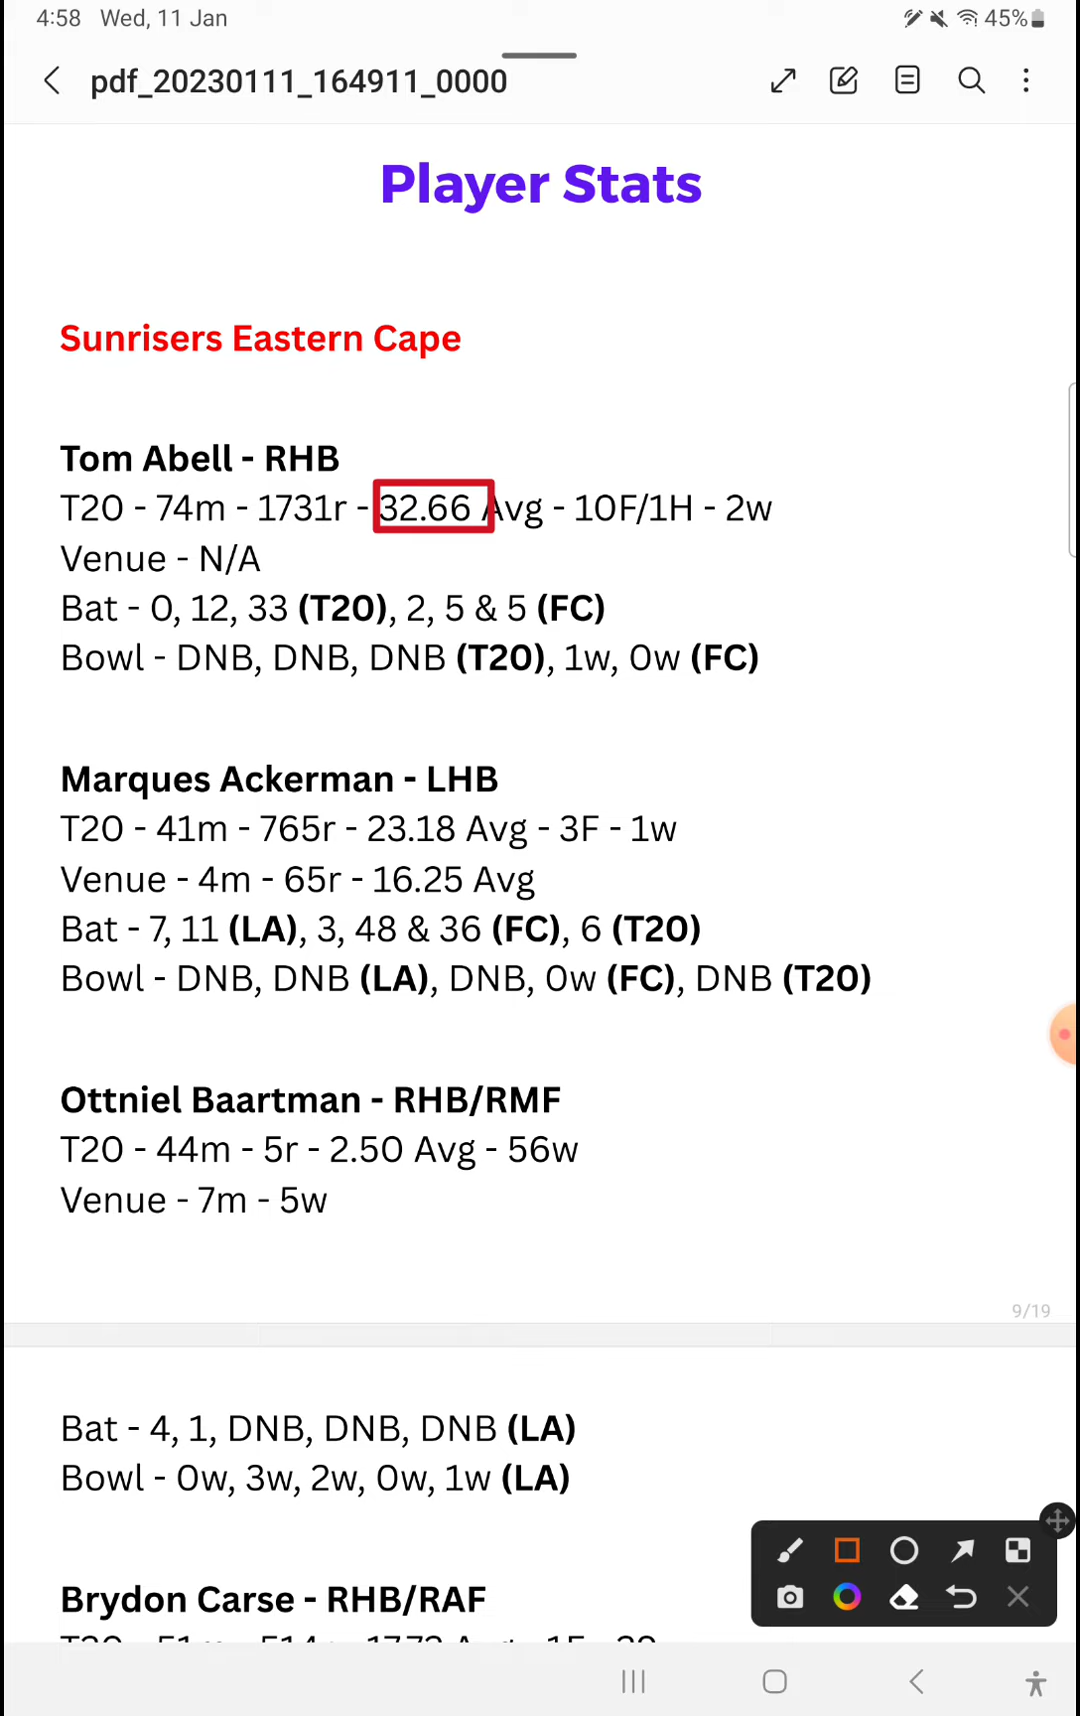 4:58 Wed, 11 Jan 45%
pdf_20230111_164911_0000
Player Stats
Sunrisers Eastern Cape
Tom Abell - RHB
T20 - 74m - 1731r - 32.66 Avg - 10F/1H - 2w
Venue - N/A
Bat - 0, 12, 33 (T20), 2, 5 & 5 (FC)
Bowl - DNB, DNB, DNB (T20), 1w, 0w (FC)
Marques Ackerman - LHB
T20 - 41m - 765r - 23.18 Avg - 3F - 1w
Venue - 4m - 65r - 16.25 Avg
Bat - 7, 11 (LA), 3, 48 & 36 (FC), 6 (T20)
Bowl - DNB, DNB (LA), DNB, 0w (FC), DNB (T20)
Ottniel Baartman - RHB/RMF
T20 - 44m - 5r - 2.50 Avg - 56w
Venue - 7m - 5w
9/19
Bat - 4, 1, DNB, DNB, DNB (LA)
Bowl - 0w, 3w, 2w, 0w, 1w (LA)
Brydon Carse - RHB/RAF